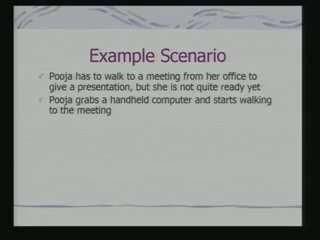 Example Scenario
Pooja has to walk to a meeting from her office to
give a presentation, but she is not quite ready yet
Pooja grabs a handheld computer and starts walking
to the meeting